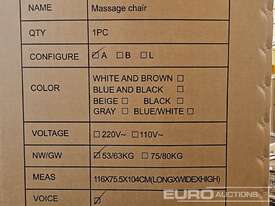 NAME Massage chair
QTY 1PC
CONFIGURE ☑A ☐B ☐L
COLOR WHITE AND BROWN ☐
BLUE AND BLACK ☐
BEIGE ☐ BLACK ☐
GRAY ☐ BLUE/WHITE ☐
VOLTAGE ☐220V~ ☐110V~
NW/GW ☑53/63KG ☐75/80KG
MEAS 116X75.5X104CM(LONGXWIDEXHIGH)
VOICE ☑
EURO AUCTIONS